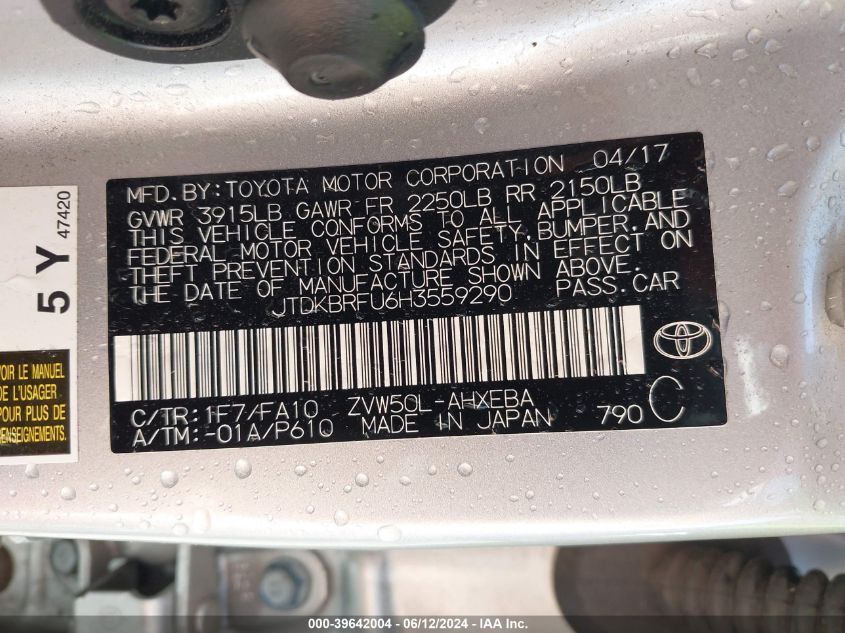 MFD. BY: TOYOTA MOTOR CORPORATION 04/17
GVWR 3915LB GAWR FR 2250LB RR 2150LB
THIS VEHICLE CONFORMS TO ALL APPLICABLE
FEDERAL MOTOR VEHICLE SAFETY, BUMPER, AND
THEFT PREVENTION STANDARDS IN EFFECT ON
THE DATE OF MANUFACTURE SHOWN ABOVE.
JTDKBRFU6H3559290 PASS. CAR
C/TR: 1F7/FA10 ZVW50L-AHXEBA
A/TM: -01A/P610 MADE IN JAPAN 790 C
5 Y
47420
VOIR LE MANUEL
DE L'USAGER
POUR PLUS DE
RENSEIGNEMENTS.
000-39642004 - 06/12/2024 - IAA Inc.